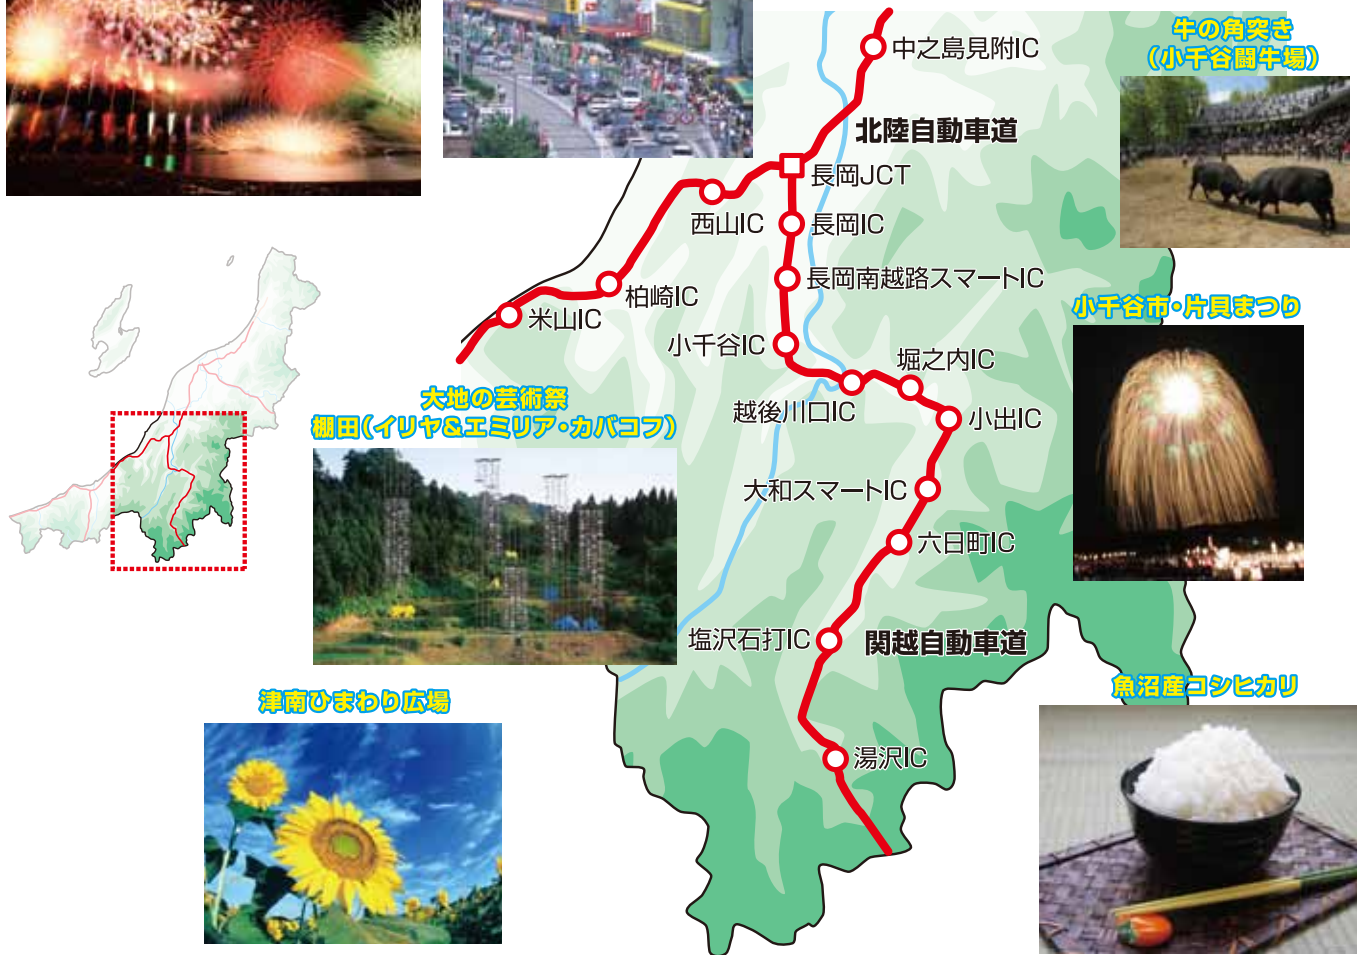 牛の角突き
（小千谷闘牛場）
中之島見附IC
北陸自動車道
長岡JCT
西山IC
長岡IC
長岡南越路スマートIC
柏崎IC
米山IC
小千谷IC
小千谷市・片貝まつり
堀之内IC
越後川口IC
小出IC
大地の芸術祭
棚田（イリヤ&エミリア・カバコフ）
大和スマートIC
六日町IC
塩沢石打IC
関越自動車道
津南ひまわり広場
魚沼産コシヒカリ
湯沢IC